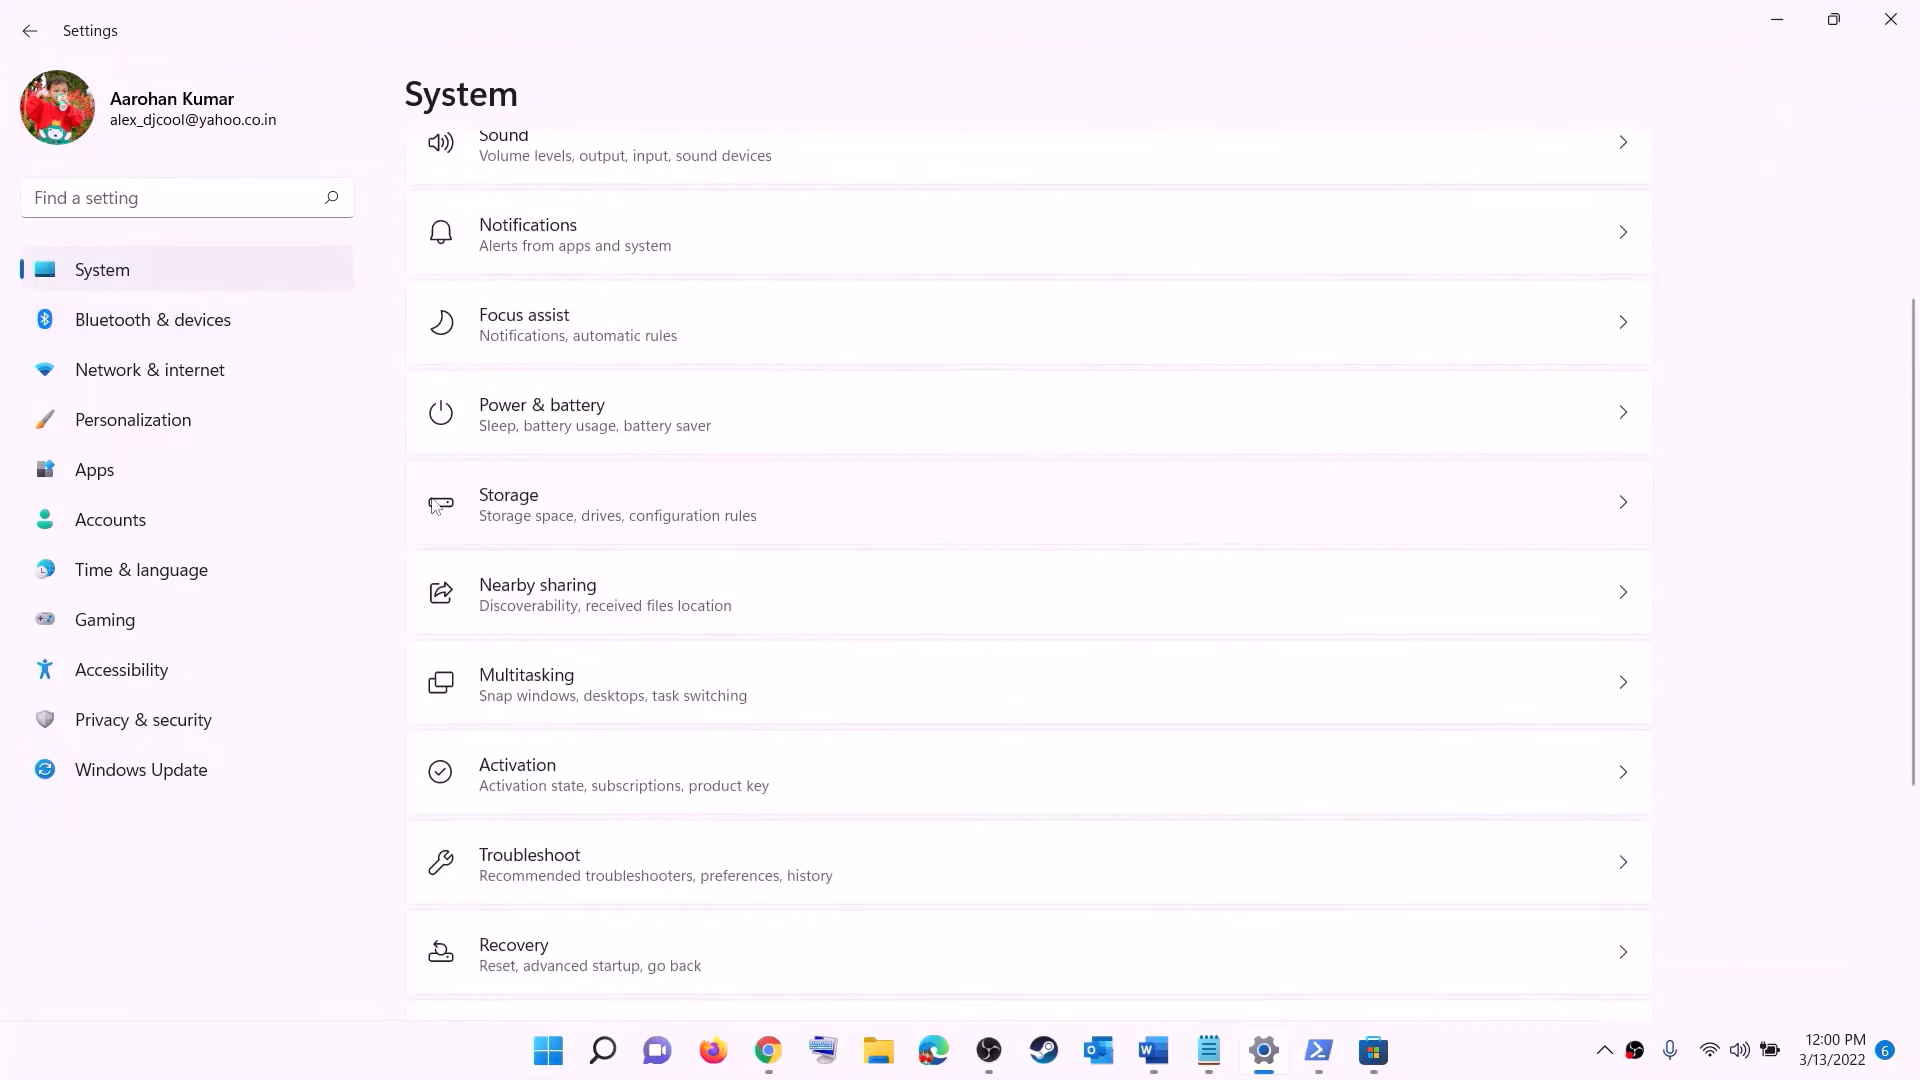 Settings
Aarohan Kumar
alex_djcool@yahoo.co.in
Find a setting
System
Bluetooth & devices
Network & internet
Personalization
Apps
Accounts
Time & language
Gaming
Accessibility
Privacy & security
Windows Update
System
Sound
Volume levels, output, input, sound devices
Notifications
Alerts from apps and system
Focus assist
Notifications, automatic rules
Power & battery
Sleep, battery usage, battery saver
Storage
Storage space, drives, configuration rules
Nearby sharing
Discoverability, received files location
Multitasking
Snap windows, desktops, task switching
Activation
Activation state, subscriptions, product key
Troubleshoot
Recommended troubleshooters, preferences, history
Recovery
Reset, advanced startup, go back
12:00 PM
3/13/2022
6